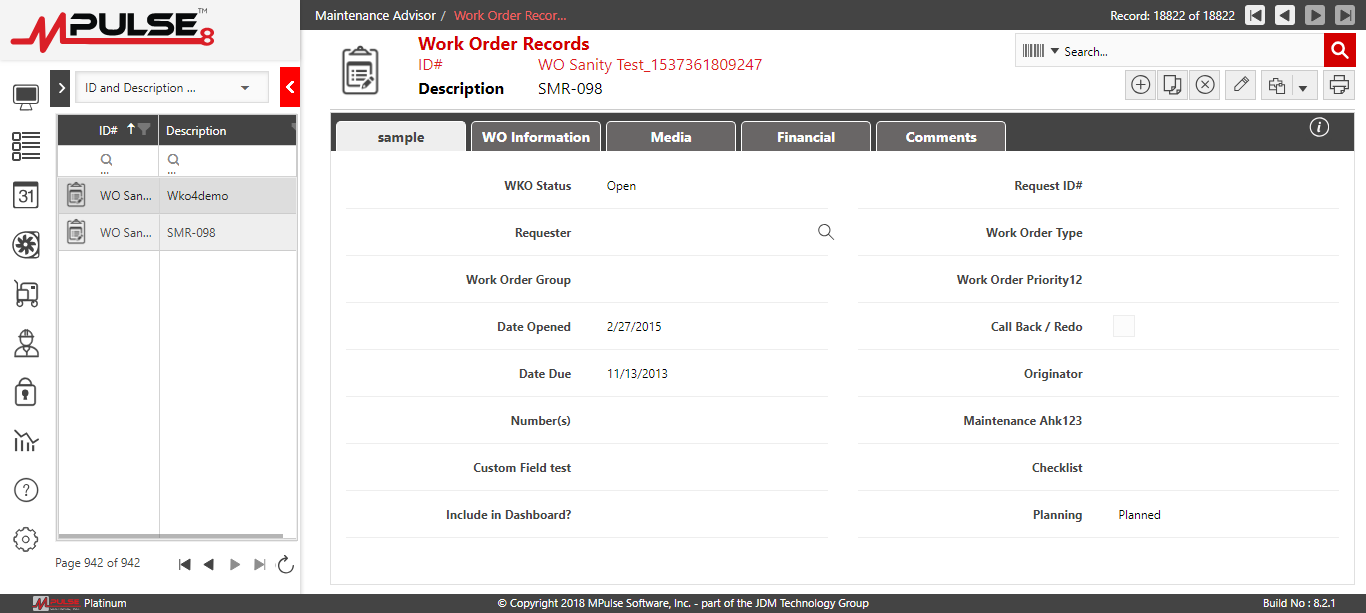 MPULSE 8 ™
Maintenance Advisor / Work Order Recor...
Record: 18822 of 18822
Work Order Records
ID# WO Sanity Test_1537361809247
Description SMR-098
Search...
ID and Description ...
ID# Description
...
...
WO San... Wko4demo
WO San... SMR-098
31
?
Page 942 of 942
sample WO Information Media Financial Comments
i
WKO Status Open
Request ID#
Requester
Work Order Type
Work Order Group
Work Order Priority12
Date Opened 2/27/2015
Call Back / Redo
Date Due 11/13/2013
Originator
Number(s)
Maintenance Ahk123
Custom Field test
Checklist
Include in Dashboard?
Planning Planned
MPULSE Platinum
© Copyright 2018 MPulse Software, Inc. - part of the JDM Technology Group
Build No : 8.2.1